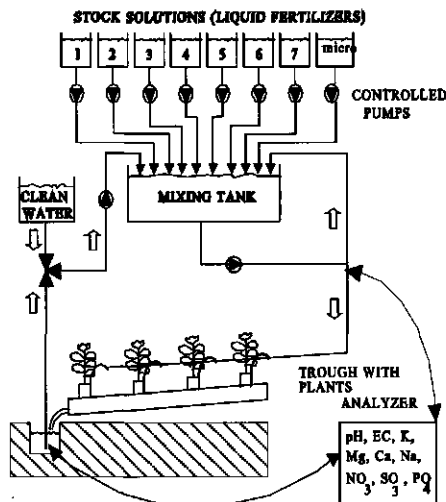 STOCK SOLUTIONS (LIQUID FERTILIZERS)
1 2 3 4 5 6 7 micro
CONTROLLED
PUMPS
CLEAN
WATER
MIXING TANK
TROUGH WITH
PLANTS
ANALYZER
pH, EC, K,
Mg, Ca, Na,
NO3, SO3, PO4